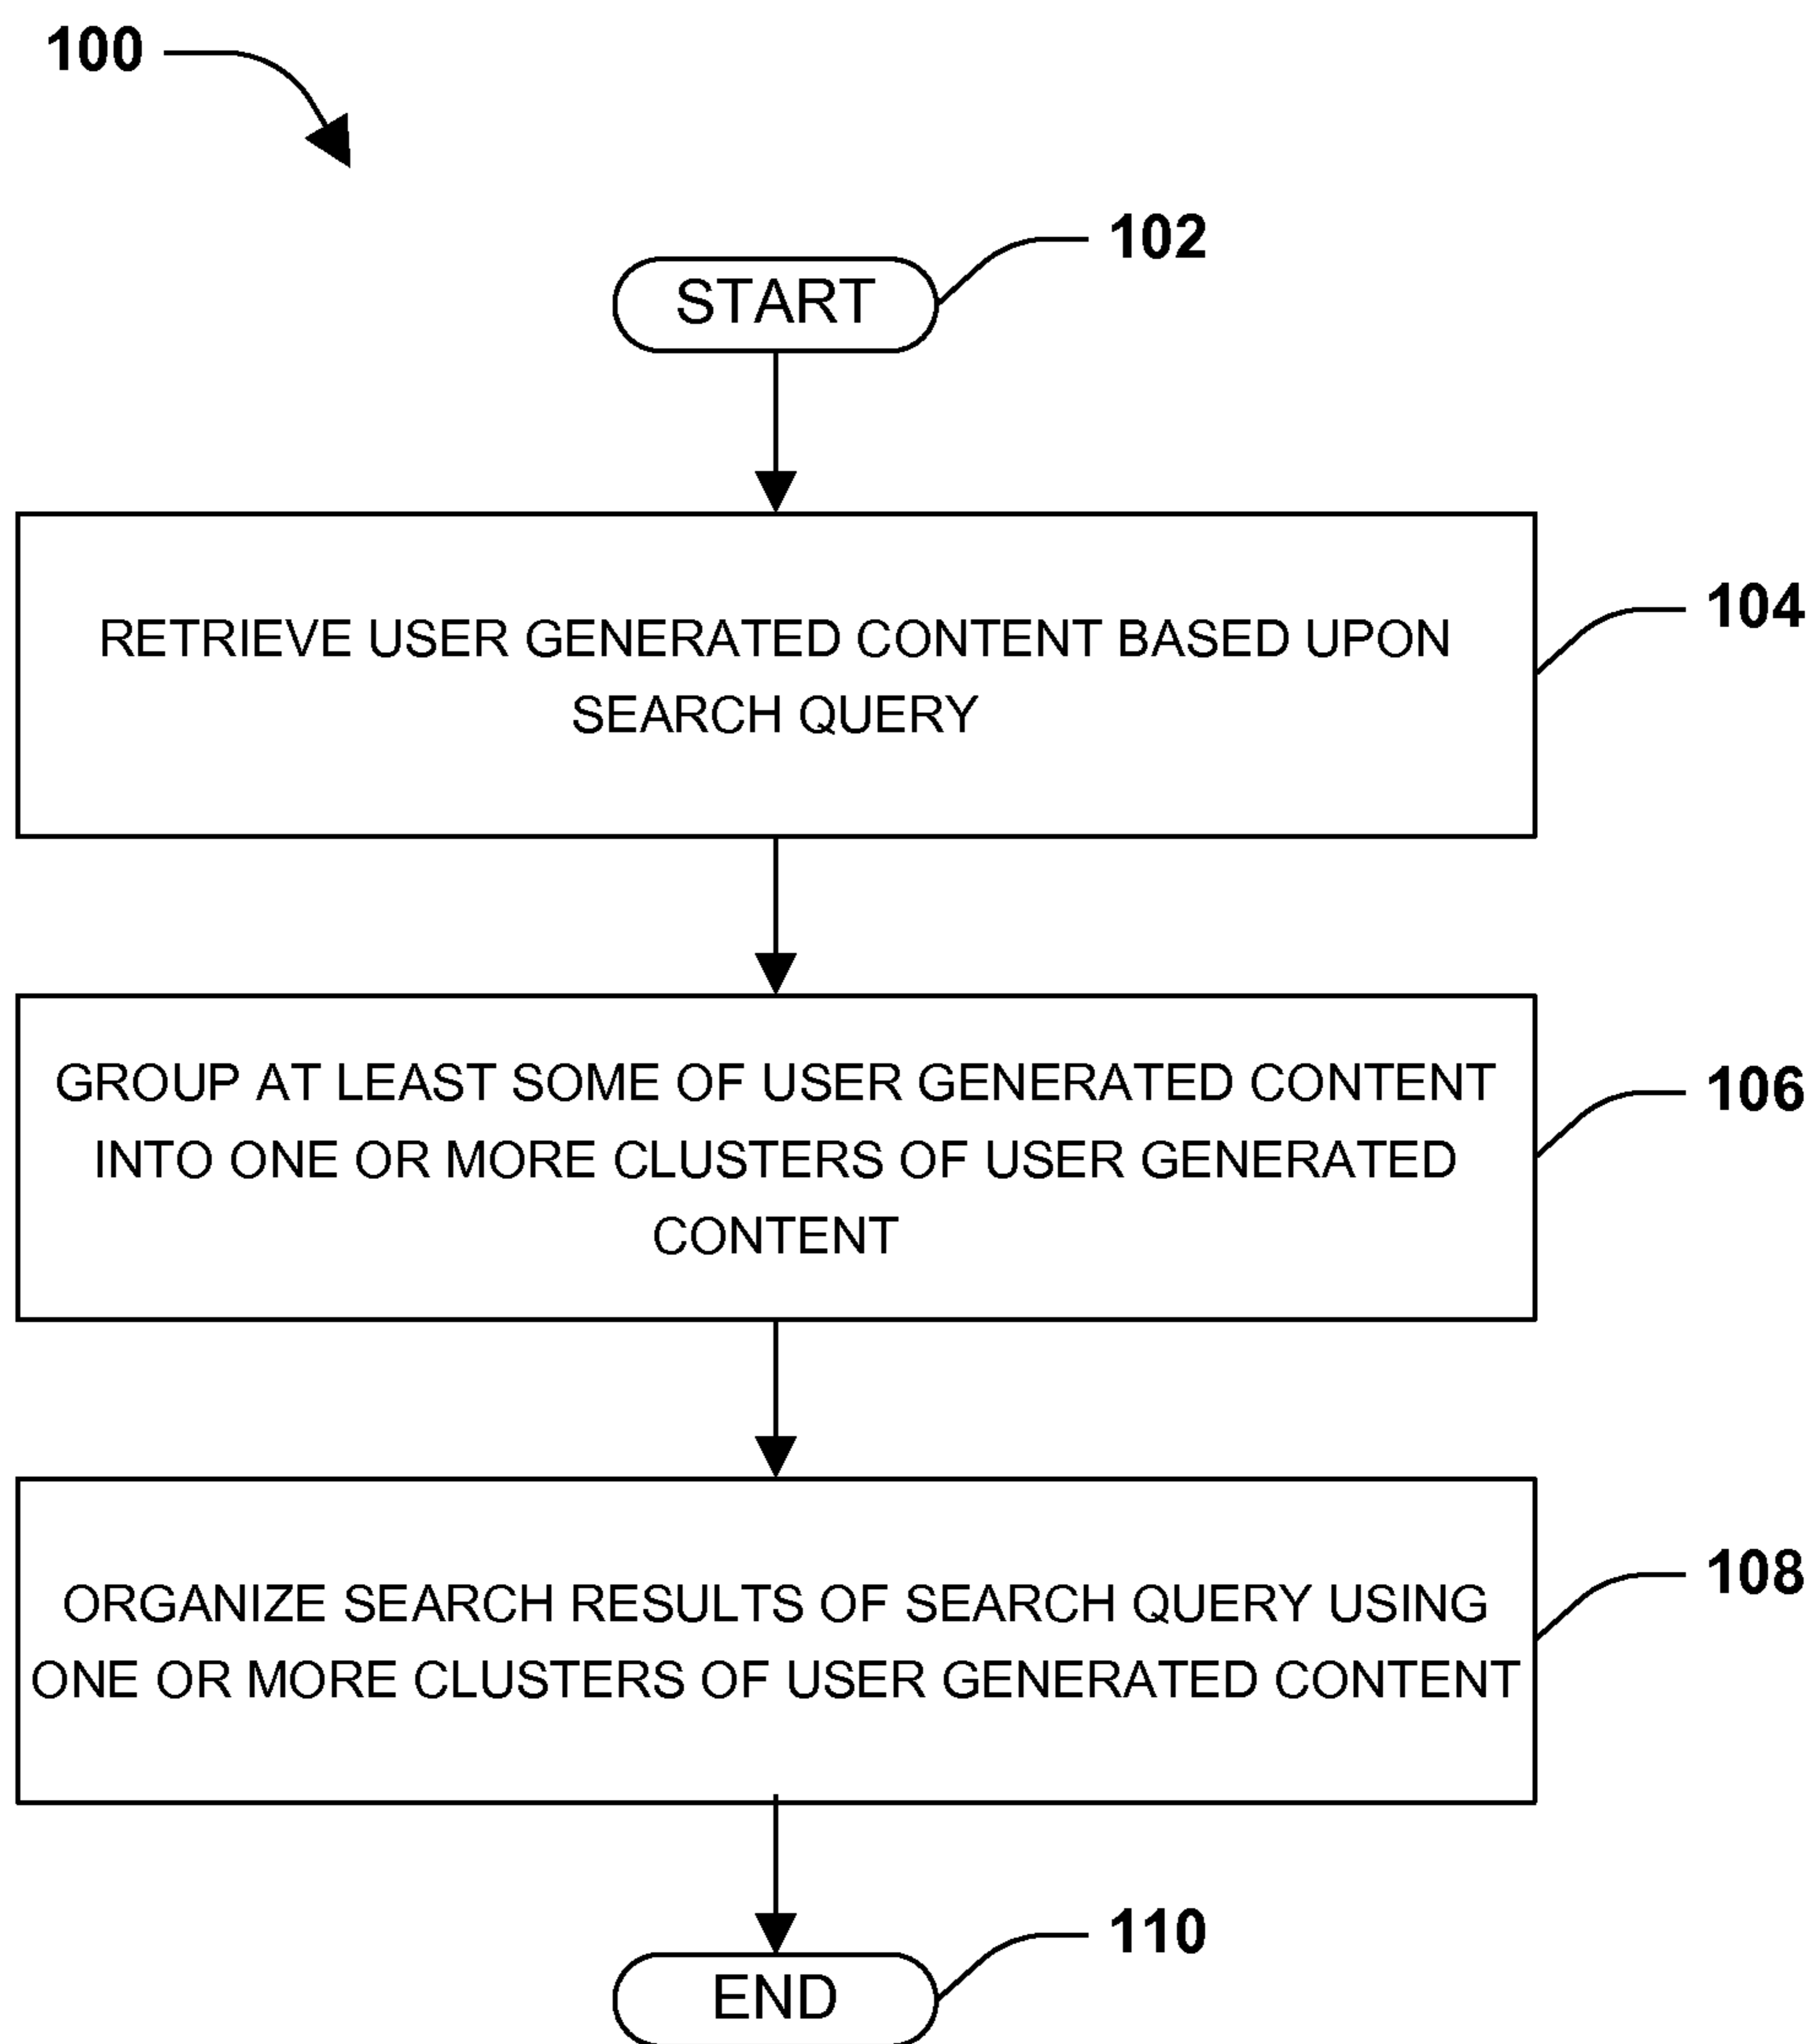 100
102
START
104
RETRIEVE USER GENERATED CONTENT BASED UPON
SEARCH QUERY
106
GROUP AT LEAST SOME OF USER GENERATED CONTENT
INTO ONE OR MORE CLUSTERS OF USER GENERATED
CONTENT
108
ORGANIZE SEARCH RESULTS OF SEARCH QUERY USING
ONE OR MORE CLUSTERS OF USER GENERATED CONTENT
110
END